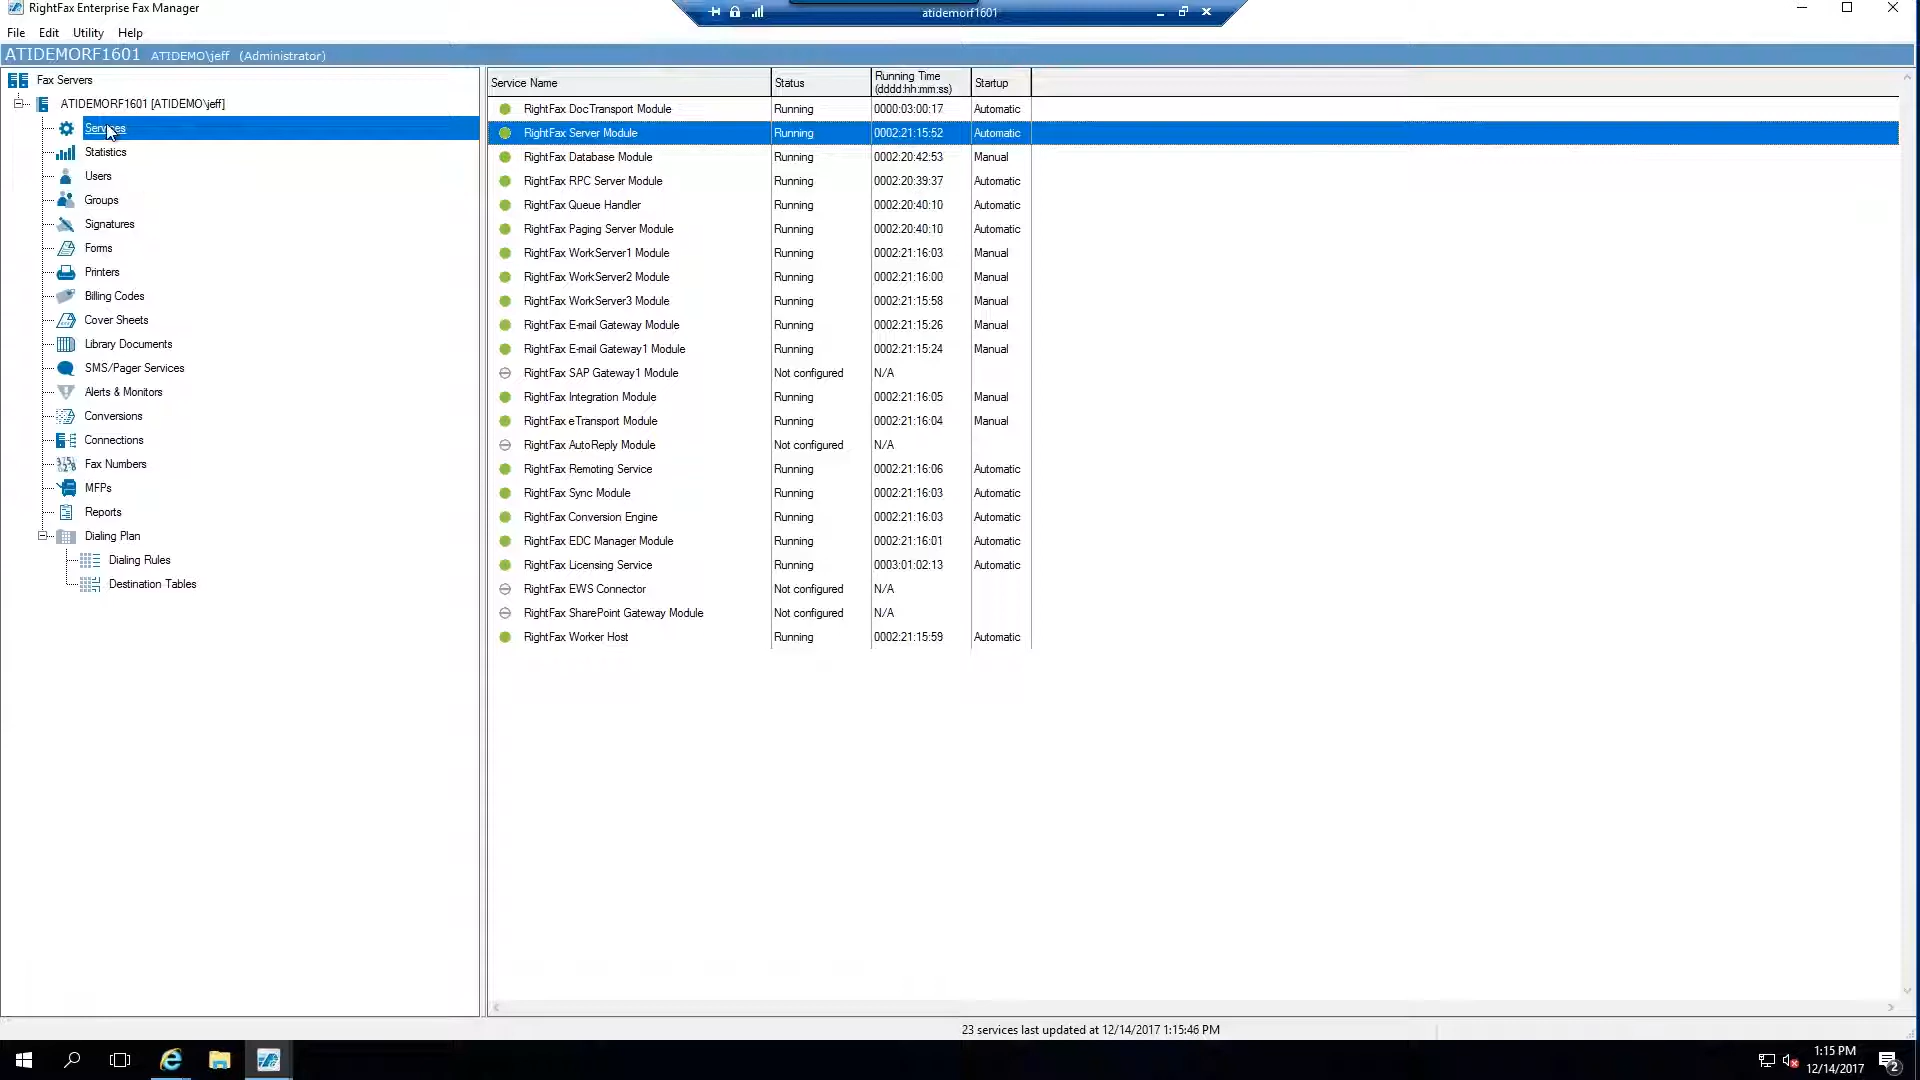 RightFax Enterprise Fax Manager
atidemorf1601
File Edit Utility Help
ATIDEMORF1601 ATIDEMO\jeff (Administrator)
Fax Servers
ATIDEMORF1601 [ATIDEMO\jeff]
Services
Statistics
Users
Groups
Signatures
Forms
Printers
Billing Codes
Cover Sheets
Library Documents
SMS/Pager Services
Alerts & Monitors
Conversions
Connections
Fax Numbers
MFPs
Reports
Dialing Plan
Dialing Rules
Destination Tables
Service Name Status Running Time (dddd:hh:mm:ss) Startup
RightFax DocTransport Module Running 0000:03:00:17 Automatic
RightFax Server Module Running 0002:21:15:52 Automatic
RightFax Database Module Running 0002:20:42:53 Manual
RightFax RPC Server Module Running 0002:20:39:37 Automatic
RightFax Queue Handler Running 0002:20:40:10 Automatic
RightFax Paging Server Module Running 0002:20:40:10 Automatic
RightFax WorkServer1 Module Running 0002:21:16:03 Manual
RightFax WorkServer2 Module Running 0002:21:16:00 Manual
RightFax WorkServer3 Module Running 0002:21:15:58 Manual
RightFax E-mail Gateway Module Running 0002:21:15:26 Manual
RightFax E-mail Gateway1 Module Running 0002:21:15:24 Manual
RightFax SAP Gateway1 Module Not configured N/A
RightFax Integration Module Running 0002:21:16:05 Manual
RightFax eTransport Module Running 0002:21:16:04 Manual
RightFax AutoReply Module Not configured N/A
RightFax Remoting Service Running 0002:21:16:06 Automatic
RightFax Sync Module Running 0002:21:16:03 Automatic
RightFax Conversion Engine Running 0002:21:16:03 Automatic
RightFax EDC Manager Module Running 0002:21:16:01 Automatic
RightFax Licensing Service Running 0003:01:02:13 Automatic
RightFax EWS Connector Not configured N/A
RightFax SharePoint Gateway Module Not configured N/A
RightFax Worker Host Running 0002:21:15:59 Automatic
23 services last updated at 12/14/2017 1:15:46 PM
1:15 PM
12/14/2017
2